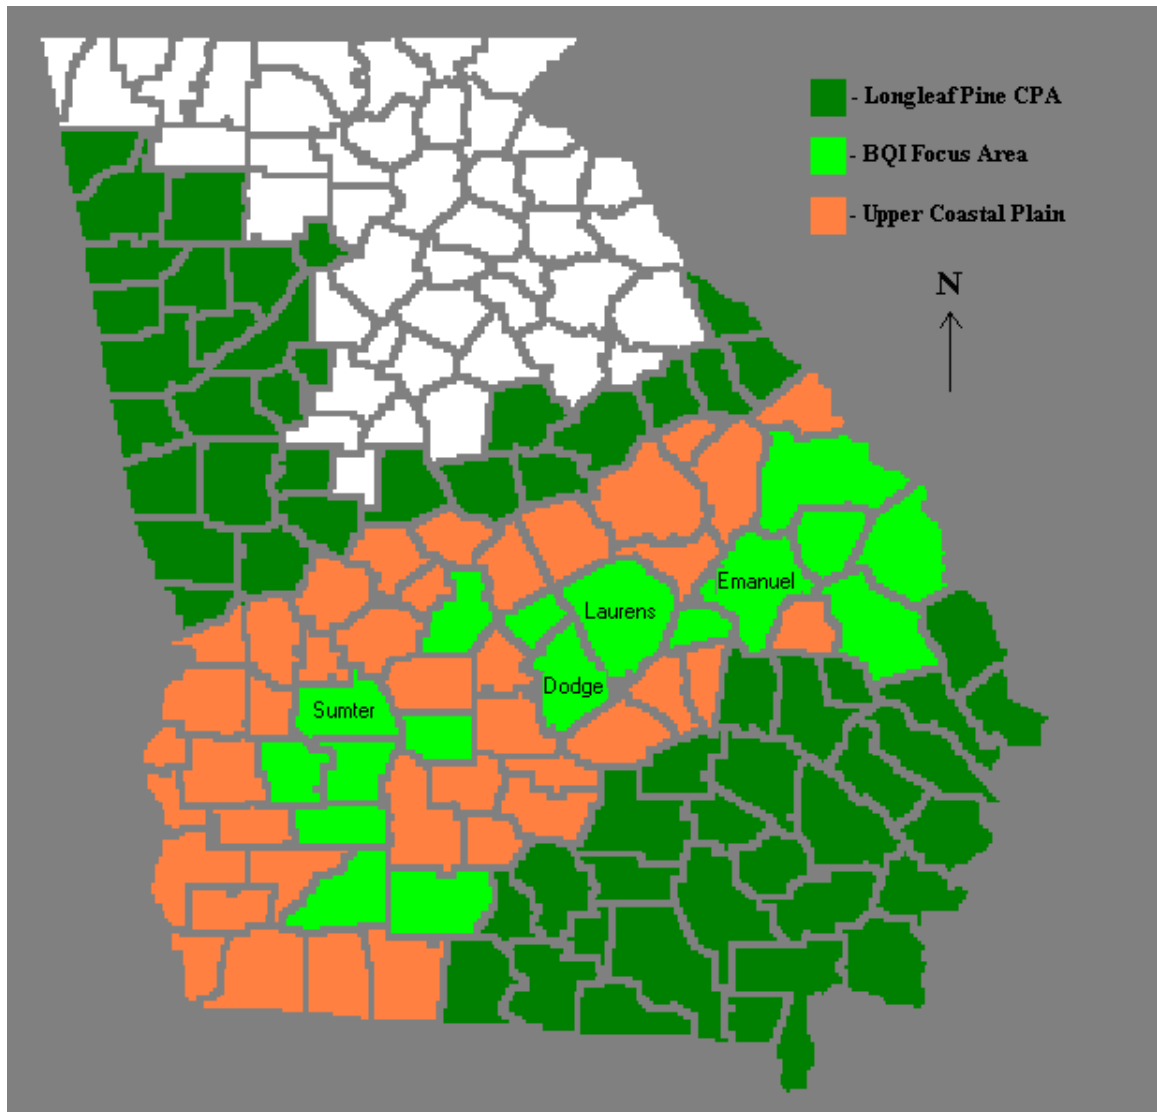 - Longleaf Pine CPA
- BQI Focus Area
- Upper Coastal Plain
N
Emanuel
Laurens
Dodge
Sumter